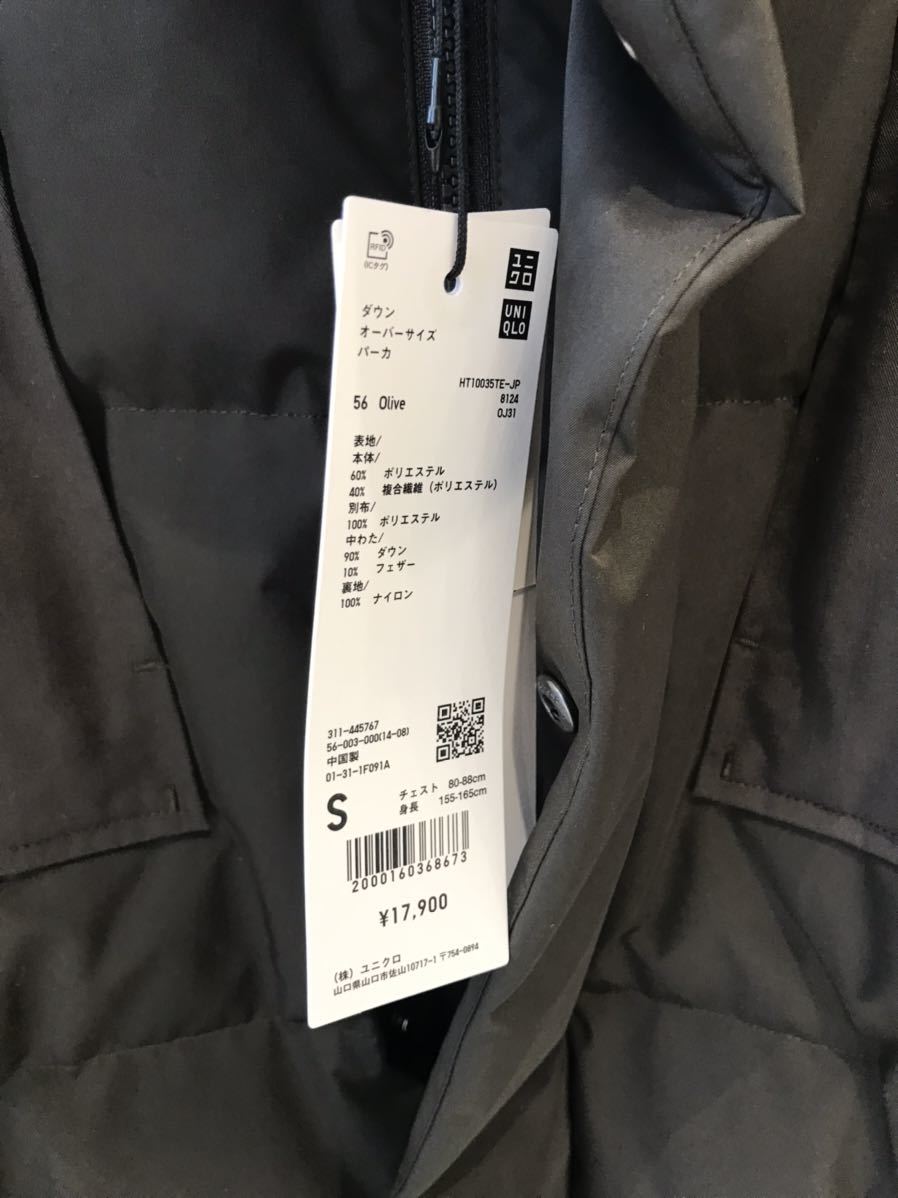 RFID
(ICタグ)
ユニ
クロ
UNI
QLO
ダウン
オーバーサイズ
パーカ
HT10035TE-JP
56 Olive
8124
0J31
表地/
本体/
60% ポリエステル
40% 複合繊維 (ポリエステル)
別布/
100% ポリエステル
中わた/
90% ダウン
10% フェザー
裏地/
100% ナイロン
311-445767
56-003-000(14-08)
中国製
01-31-1F091A
S
チェスト 80-88cm
身長 155-165cm
2000160368673
¥17,900
(株) ユニクロ
山口県山口市佐山10717-1 〒754-0894